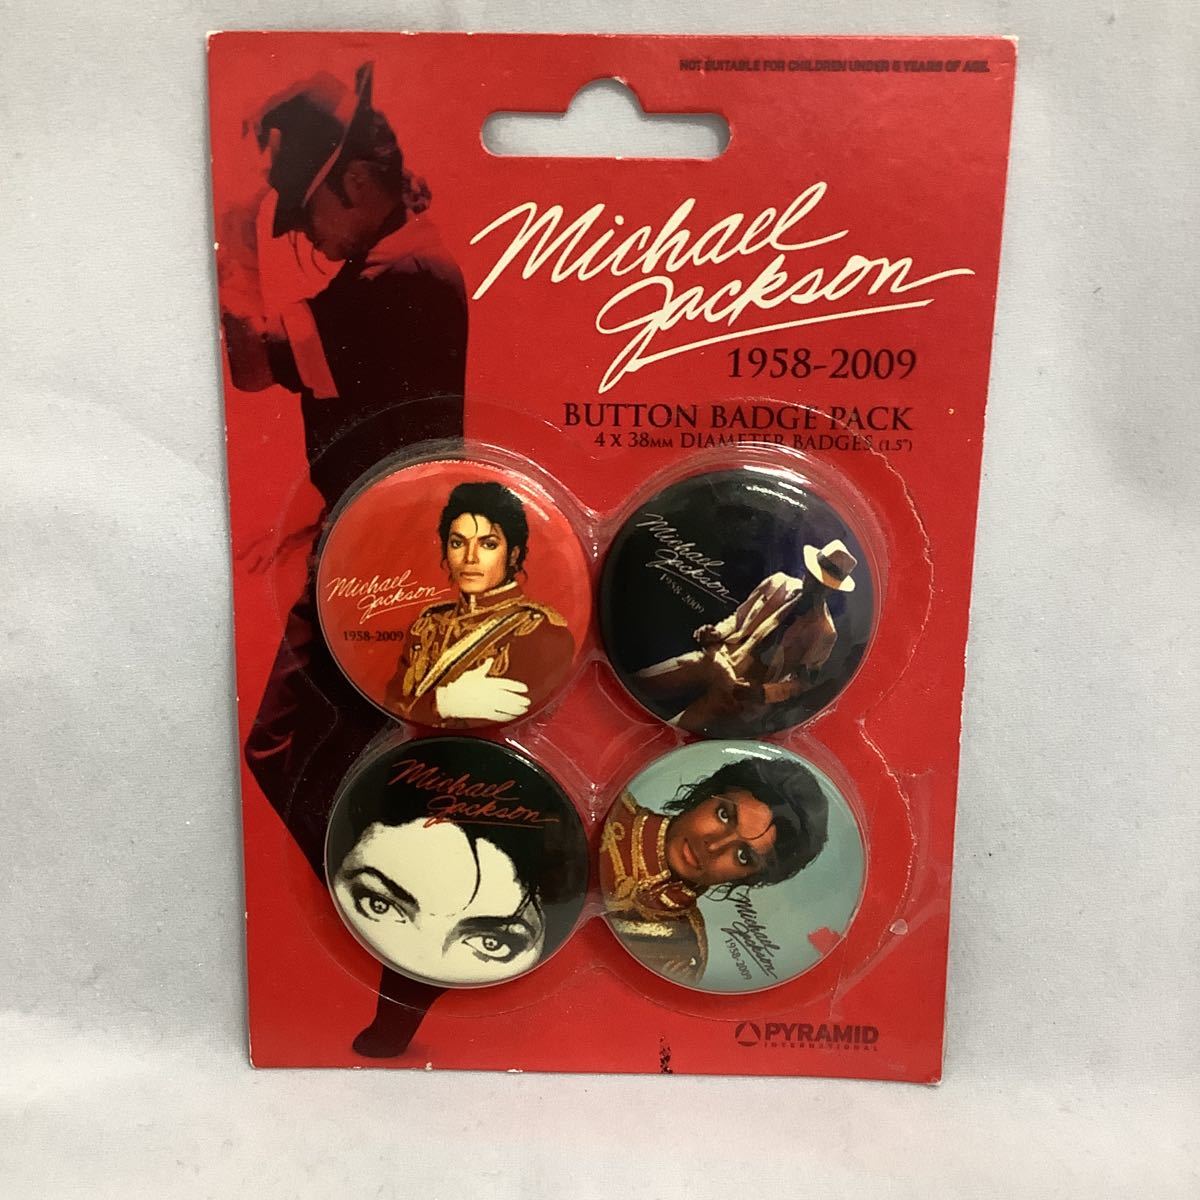 NOT SUITABLE FOR CHILDREN UNDER 5 YEARS OF AGE.
Michael
Jackson
1958-2009
BUTTON BADGE PACK
4 X 38MM DIAMETER BADGES (1.5")
Michael
Jackson
1958-2009
Michael
Jackson
1958-2009
Michael
Jackson
Michael
Jackson
1958-2009
PYRAMID
INTERNATIONAL